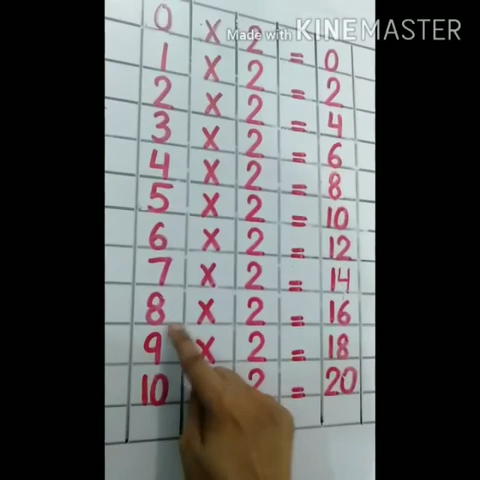 Made with KINEMASTER
0 × 2 = 0
1 × 2 = 2
2 × 2 = 4
3 × 2 = 6
4 × 2 = 8
5 × 2 = 10
6 × 2 = 12
7 × 2 = 14
8 × 2 = 16
9 × 2 = 18
10 2 = 20